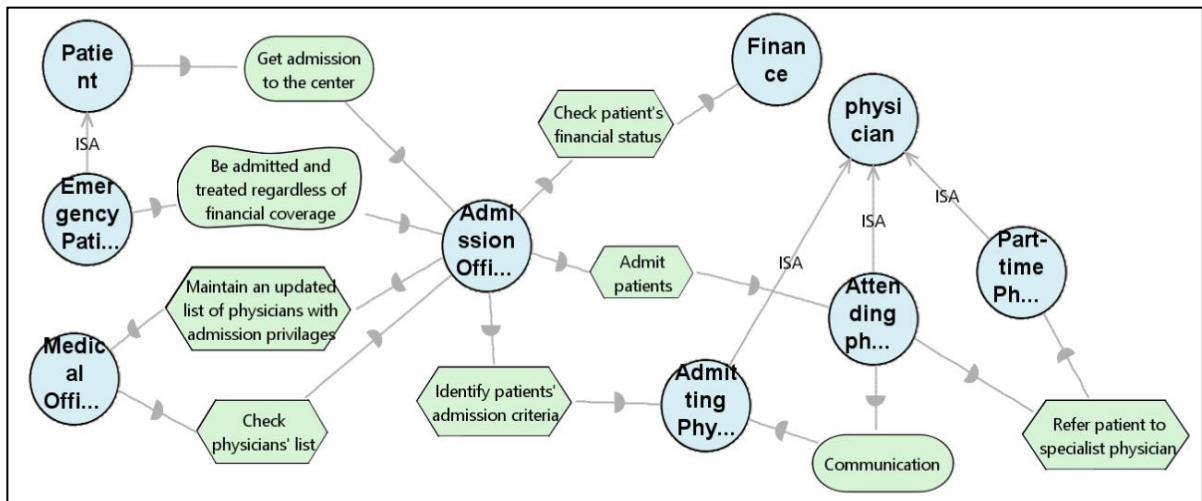 Patie
nt
Get admission
to the center
Finan
ce
Check patient's
financial status
physi
cian
ISA
Be admitted and
treated regardless of
financial coverage
Emer
gency
Pati...
Admi
ssion
Offi...
ISA
ISA
Part-
time
Ph...
Maintain an updated
list of physicians with
admission privilages
Admit
patients
ISA
Atten
ding
ph...
Medic
al
Offi...
Check
physicians' list
Identify patients'
admission criteria
Admit
ting
Phy...
Communication
Refer patient to
specialist physician